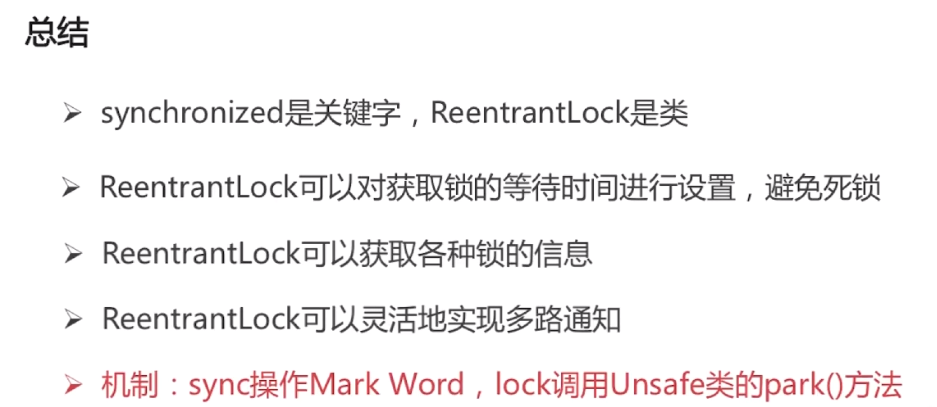 总结
synchronized是关键字，ReentrantLock是类
ReentrantLock可以对获取锁的等待时间进行设置，避免死锁
ReentrantLock可以获取各种锁的信息
ReentrantLock可以灵活地实现多路通知
机制：sync操作Mark Word，lock调用Unsafe类的park()方法